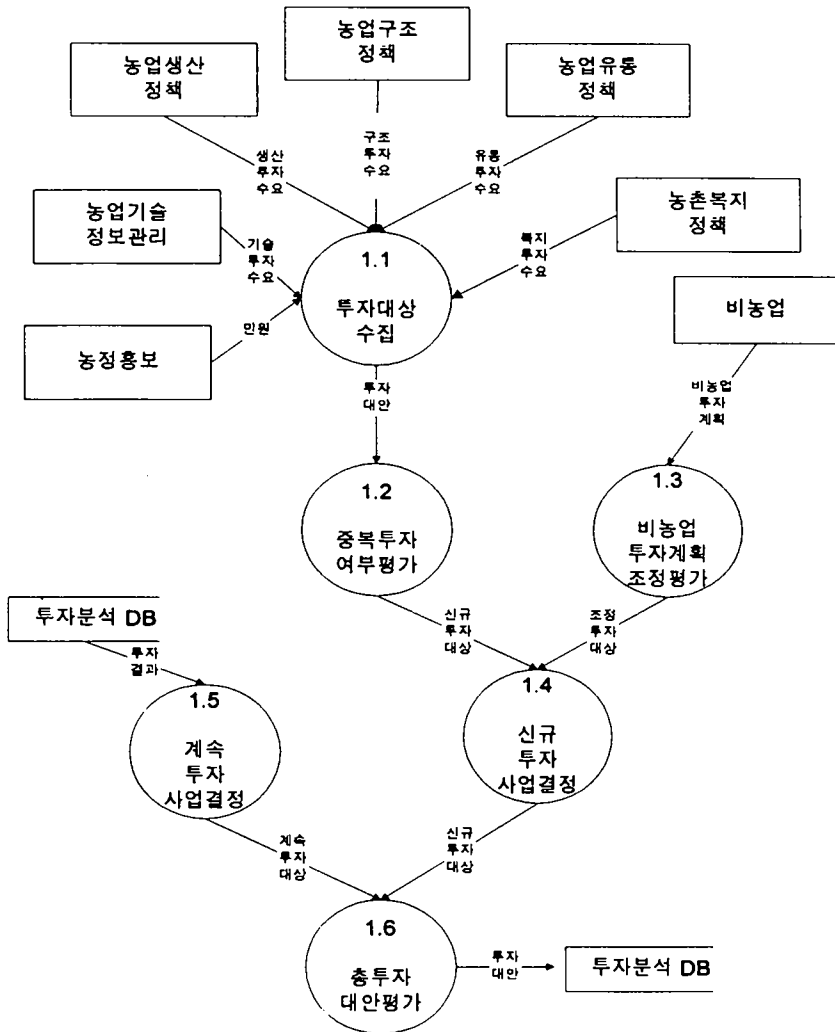 농업구조
정책
농업생산
정책
농업유통
정책
생산
투자
수요
구조
투자
수요
유통
투자
수요
농업기술
정보관리
기술
투자
수요
농촌복지
정책
복지
투자
수요
1.1
투자대상
수집
농정홍보
민원
비농업
투자
대안
비농업
투자
계획
1.2
중복투자
여부평가
1.3
비농업
투자계획
조정평가
투자분석 DB
투자
결과
신규
투자
대상
조정
투자
대상
1.5
계속
투자
사업결정
1.4
신규
투자
사업결정
계속
투자
대상
신규
투자
대상
1.6
총투자
대안평가
투자
대안
투자분석 DB